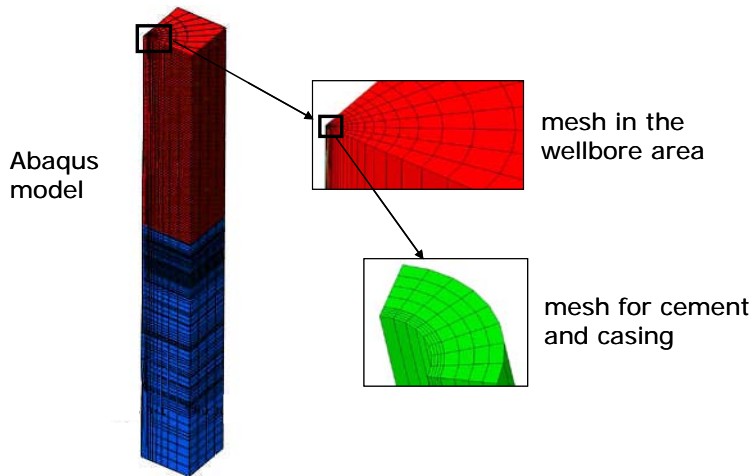 Abaqus
model
mesh in the
wellbore area
mesh for cement
and casing